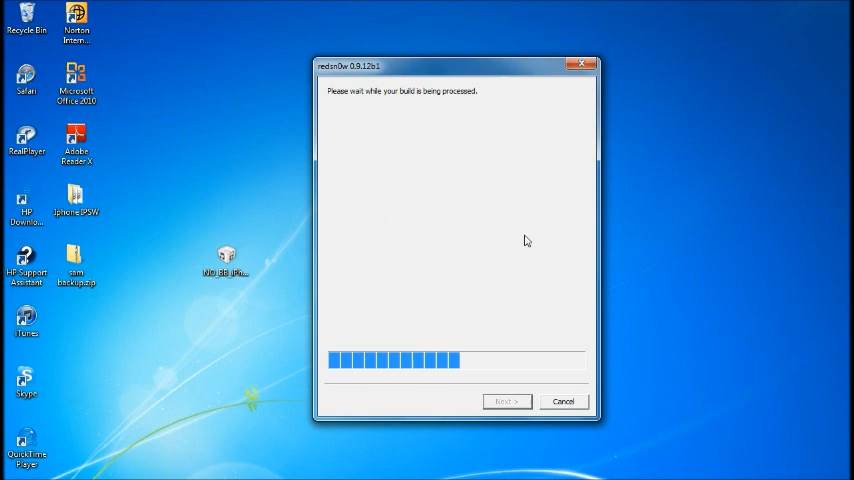 Recycle Bin
Norton
Intern...
Safari
Microsoft
Office 2010
RealPlayer
Adobe
Reader X
HP
Downlo...
Iphone IPSW
HP Support
Assistant
sam
backup.zip
iTunes
Skype
QuickTime
Player
NO_BB_iPh...
redsn0w 0.9.12b1
Please wait while your build is being processed.
Next >
Cancel